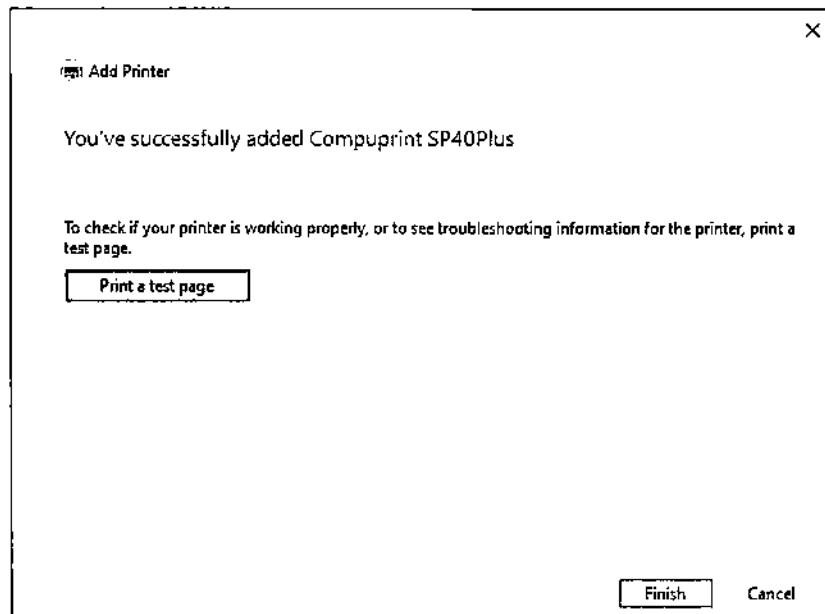 Add Printer
You've successfully added Compuprint SP40Plus
To check if your printer is working properly, or to see troubleshooting information for the printer, print a
test page.
Print a test page
Finish
Cancel